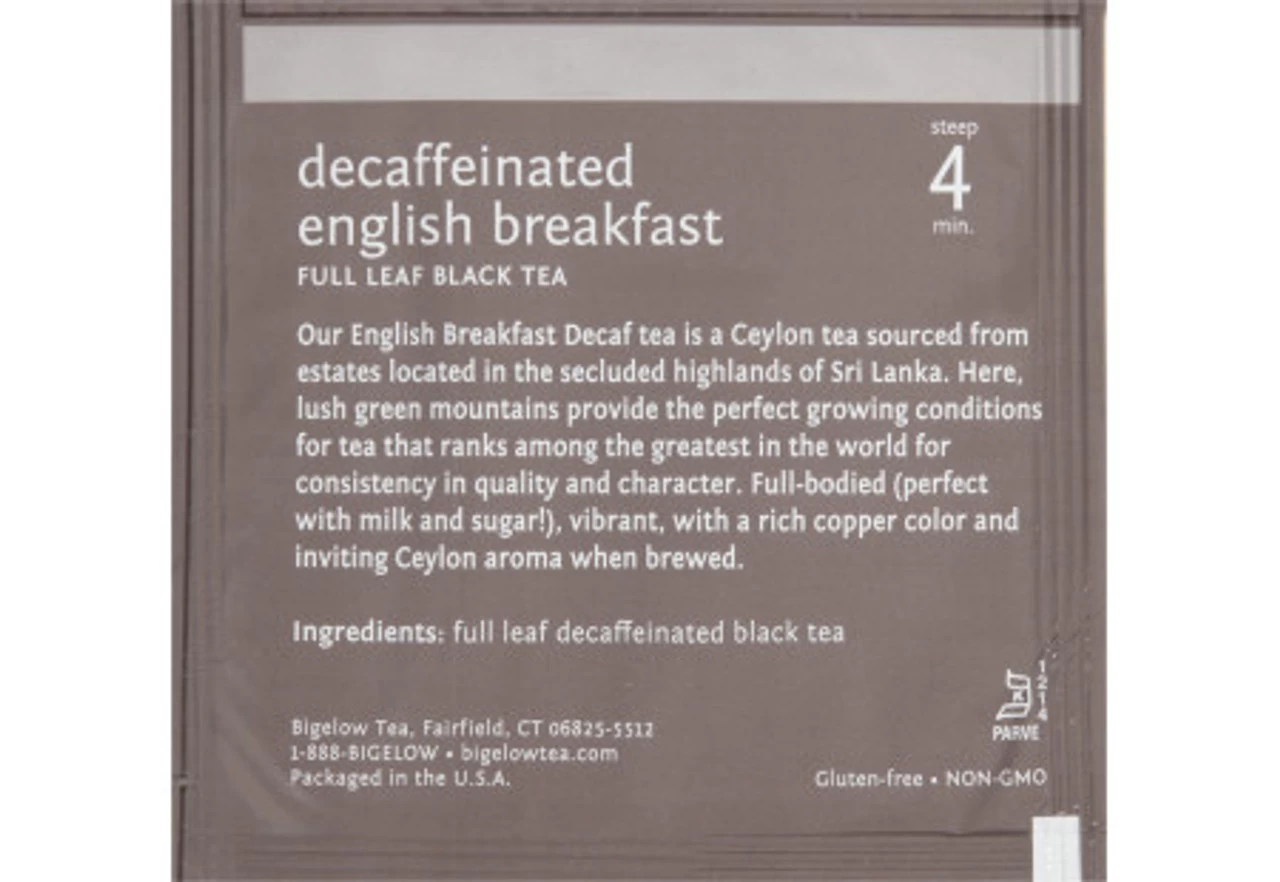 steep
4
min.
decaffeinated
english breakfast
FULL LEAF BLACK TEA
Our English Breakfast Decaf tea is a Ceylon tea sourced from
estates located in the secluded highlands of Sri Lanka. Here,
lush green mountains provide the perfect growing conditions
for tea that ranks among the greatest in the world for
consistency in quality and character. Full-bodied (perfect
with milk and sugar!), vibrant, with a rich copper color and
inviting Ceylon aroma when brewed.
Ingredients: full leaf decaffeinated black tea
PARVE
Bigelow Tea, Fairfield, CT 06825-5512
1-888-BIGELOW • bigelowtea.com
Packaged in the U.S.A.
Gluten-free • NON-GMO